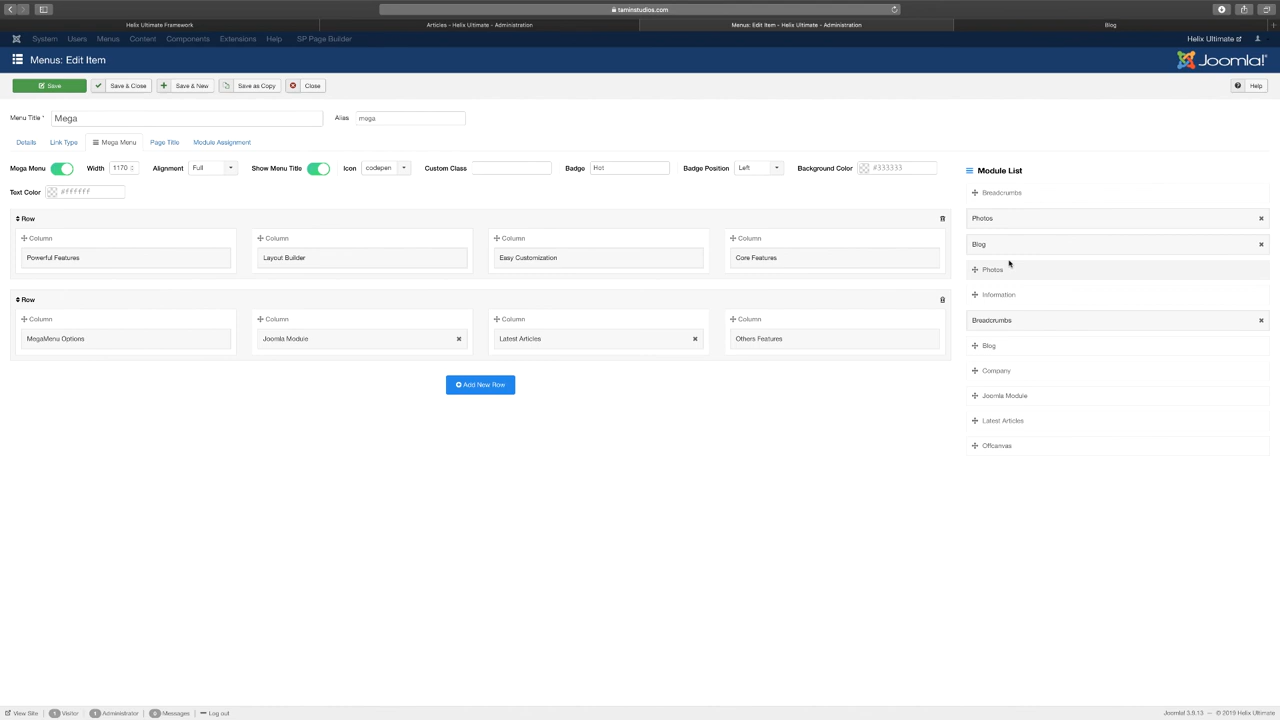 taminstudios.com
Helix Ultimate Framework
Articles - Helix Ultimate - Administration
Menus: Edit Item - Helix Ultimate - Administration
Blog
System Users Menus Content Components Extensions Help SP Page Builder
Helix Ultimate
Menus: Edit Item
Joomla!®
Save
Save & Close
Save & New
Save as Copy
Close
Help
Menu Title * Mega
Alias mega
Details Link Type Mega Menu Page Title Module Assignment
Mega Menu Width 1170 Alignment Full Show Menu Title Icon codepen Custom Class Badge Hot Badge Position Left Background Color #333333
Text Color #ffffff
Row
Column Column Column Column
Powerful Features Layout Builder Easy Customization Core Features
Row
Column Column Column Column
MegaMenu Options Joomla Module Latest Articles Others Features
Add New Row
Module List
Breadcrumbs
Photos
Blog
Photos
Information
Breadcrumbs
Blog
Company
Joomla Module
Latest Articles
Offcanvas
View Site Visitor Administrator Messages Log out
Joomla! 3.9.13 — © 2019 Helix Ultimate